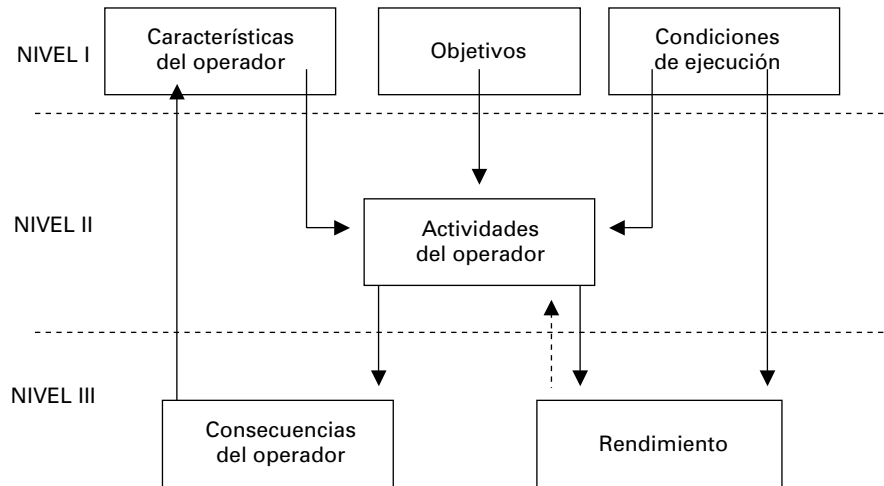 NIVEL I
Características
del operador
Objetivos
Condiciones
de ejecución
NIVEL II
Actividades
del operador
NIVEL III
Consecuencias
del operador
Rendimiento